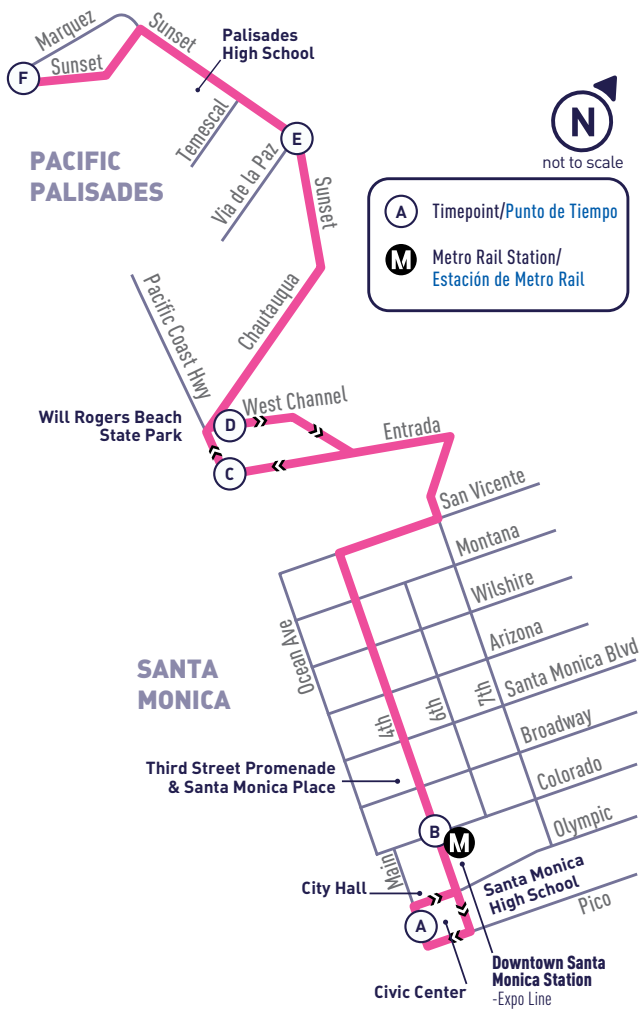 Marquez
Sunset
Sunset
F
Palisades
High School
Temescal
E
Via de la Paz
PACIFIC
PALISADES
Sunset
N
not to scale
A
Timepoint/Punto de Tiempo
M
Metro Rail Station/
Estación de Metro Rail
Chautauqua
Pacific Coast Hwy
Will Rogers Beach
State Park
D
West Channel
C
Entrada
San Vicente
Montana
Wilshire
Arizona
Santa Monica Blvd
Broadway
Colorado
Olympic
Pico
Ocean Ave
4th
6th
7th
SANTA
MONICA
Third Street Promenade
& Santa Monica Place
B
M
Main
City Hall
A
Santa Monica
High School
Civic Center
Downtown Santa
Monica Station
-Expo Line